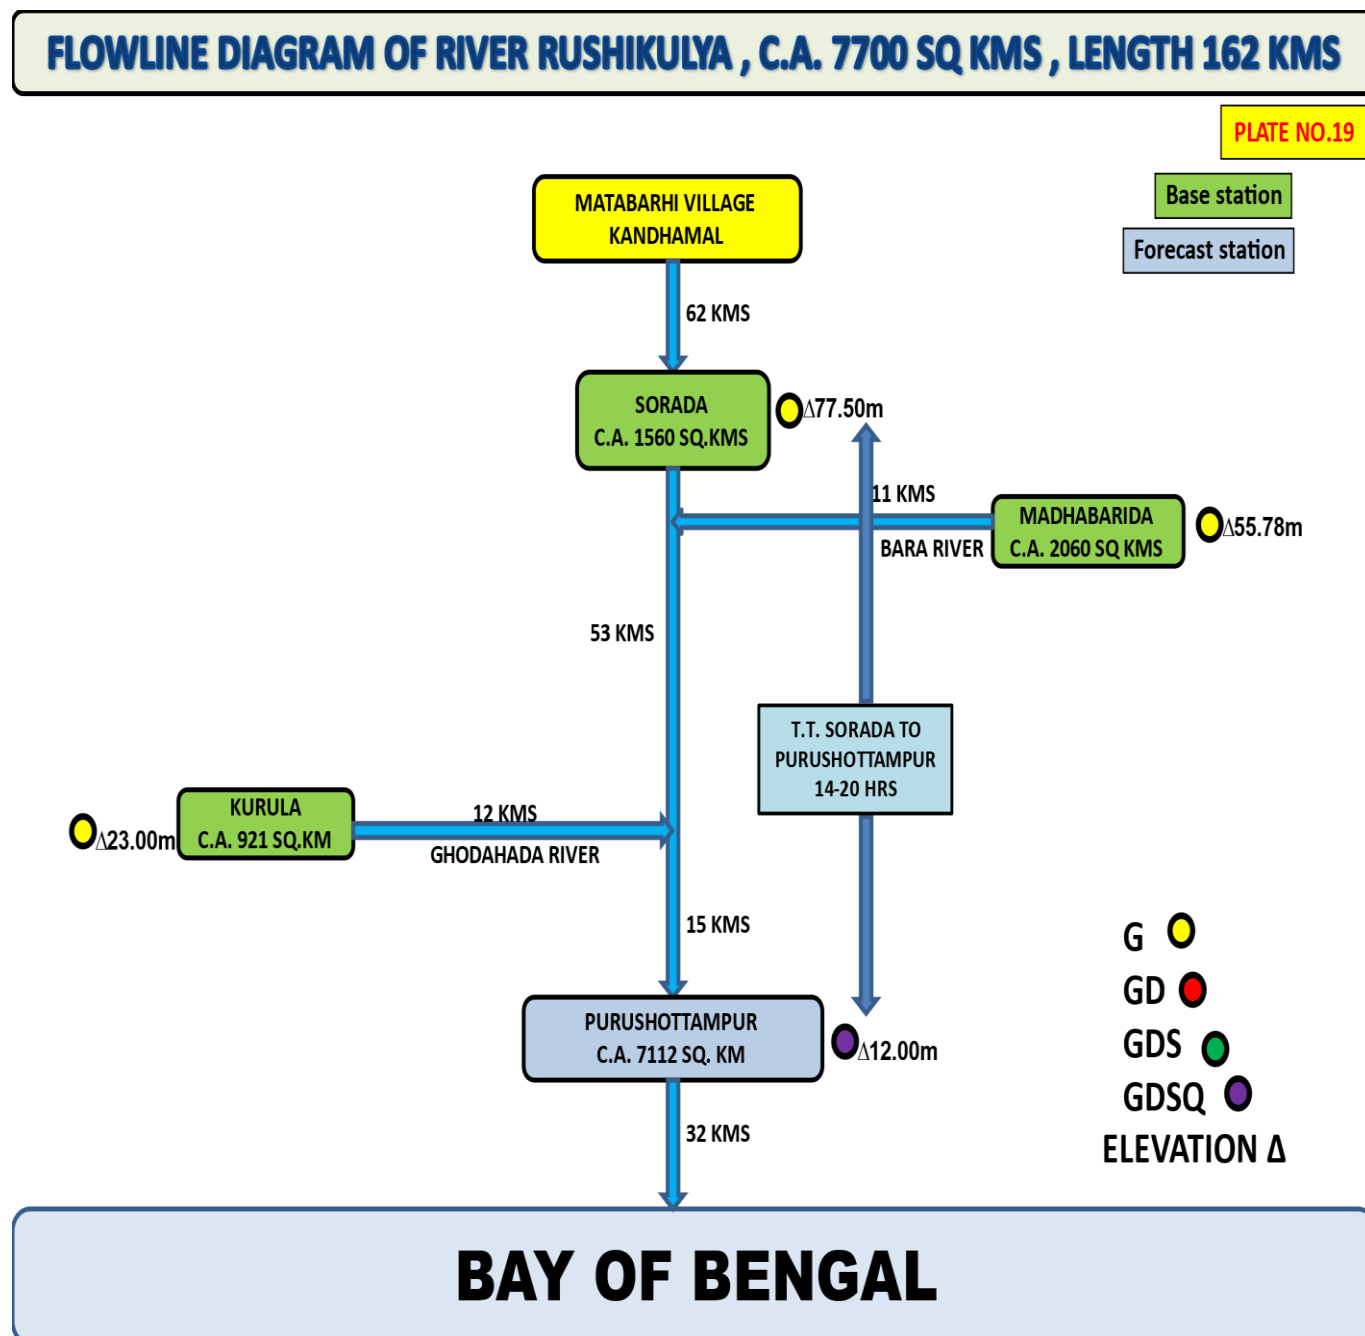 FLOWLINE DIAGRAM OF RIVER RUSHIKULYA , C.A. 7700 SQ KMS , LENGTH 162 KMS
PLATE NO.19
Base station
Forecast station
MATABARHI VILLAGE
KANDHAMAL
62 KMS
SORADA
C.A. 1560 SQ.KMS
Δ77.50m
11 KMS
BARA RIVER
MADHABARIDA
C.A. 2060 SQ KMS
Δ55.78m
53 KMS
T.T. SORADA TO
PURUSHOTTAMPUR
14-20 HRS
KURULA
C.A. 921 SQ.KM
Δ23.00m
12 KMS
GHODAHADA RIVER
15 KMS
PURUSHOTTAMPUR
C.A. 7112 SQ. KM
Δ12.00m
32 KMS
G
GD
GDS
GDSQ
ELEVATION Δ
BAY OF BENGAL